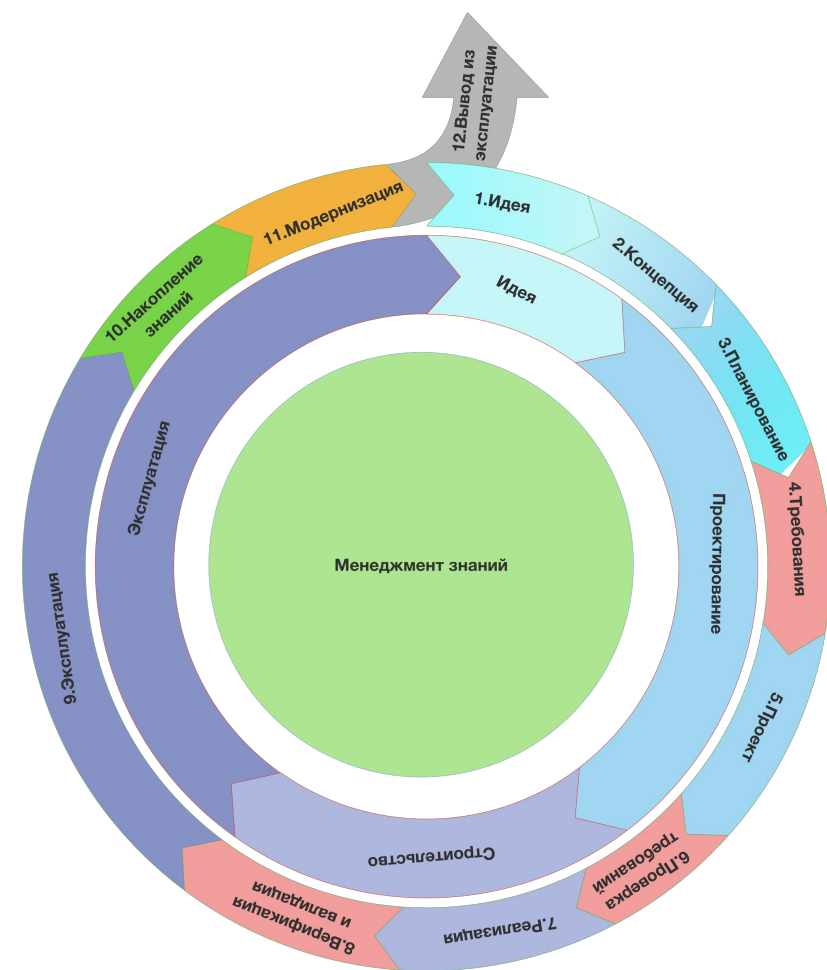 12.Вывод из
эксплуатации
1.Идея
2.Концепция
3.Планирование
4.Требования
5.Проект
6.Проверка
требований
7.Реализация
8.Верификация
и валидация
9.Эксплуатация
10.Накопление
знаний
11.Модернизация
Идея
Проектирование
Строительство
Эксплуатация
Менеджмент знаний